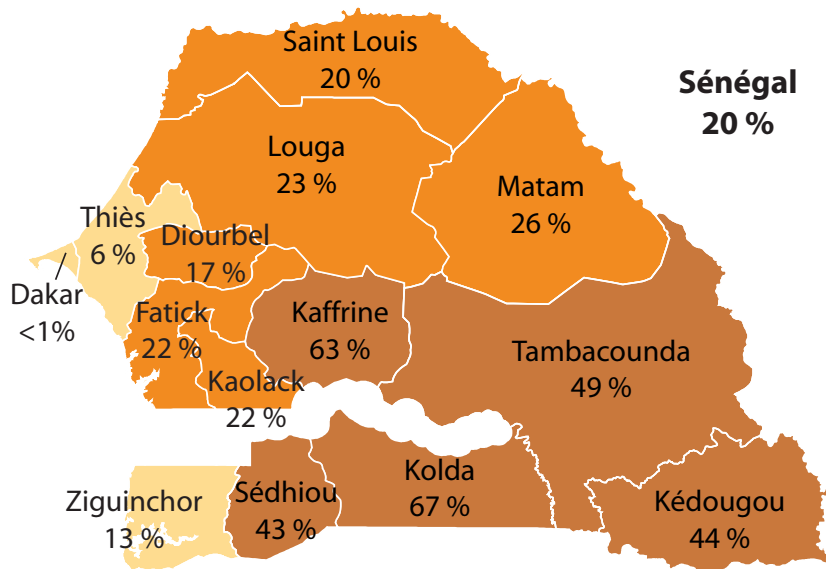 Saint Louis
20 %
Sénégal
20 %
Louga
23 %
Matam
26 %
Thiès
6 %
Diourbel
17 %
Dakar
<1%
Fatick
22 %
Kaffrine
63 %
Tambacounda
49 %
Kaolack
22 %
Ziguinchor
13 %
Sédhiou
43 %
Kolda
67 %
Kédougou
44 %